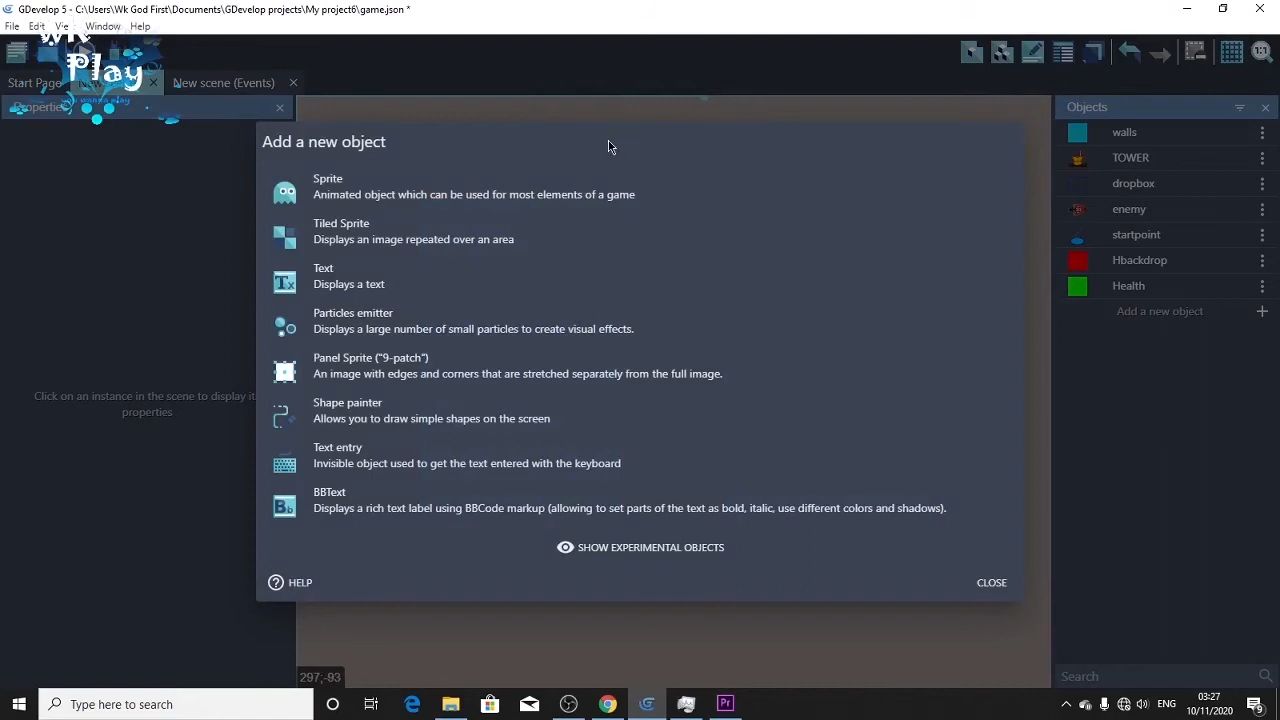 GDevelop 5 - C:\Users\Wk God First\Documents\GDevelop projects\My project6\game.json *
File Edit Window Help
Play
Start Page
New scene (Events)
Properties
Objects
Add a new object
Sprite
Animated object which can be used for most elements of a game
Tiled Sprite
Displays an image repeated over an area
Text
Displays a text
Particles emitter
Displays a large number of small particles to create visual effects.
Panel Sprite ("9-patch")
An image with edges and corners that are stretched separately from the full image.
Shape painter
Allows you to draw simple shapes on the screen
Text entry
Invisible object used to get the text entered with the keyboard
BBText
Displays a rich text label using BBCode markup (allowing to set parts of the text as bold, italic, use different colors and shadows).
SHOW EXPERIMENTAL OBJECTS
HELP
CLOSE
Click on an instance in the scene to display it
properties
walls
TOWER
dropbox
enemy
startpoint
Hbackdrop
Health
Add a new object
297;-93
Search
Type here to search
ENG
03:27
10/11/2020